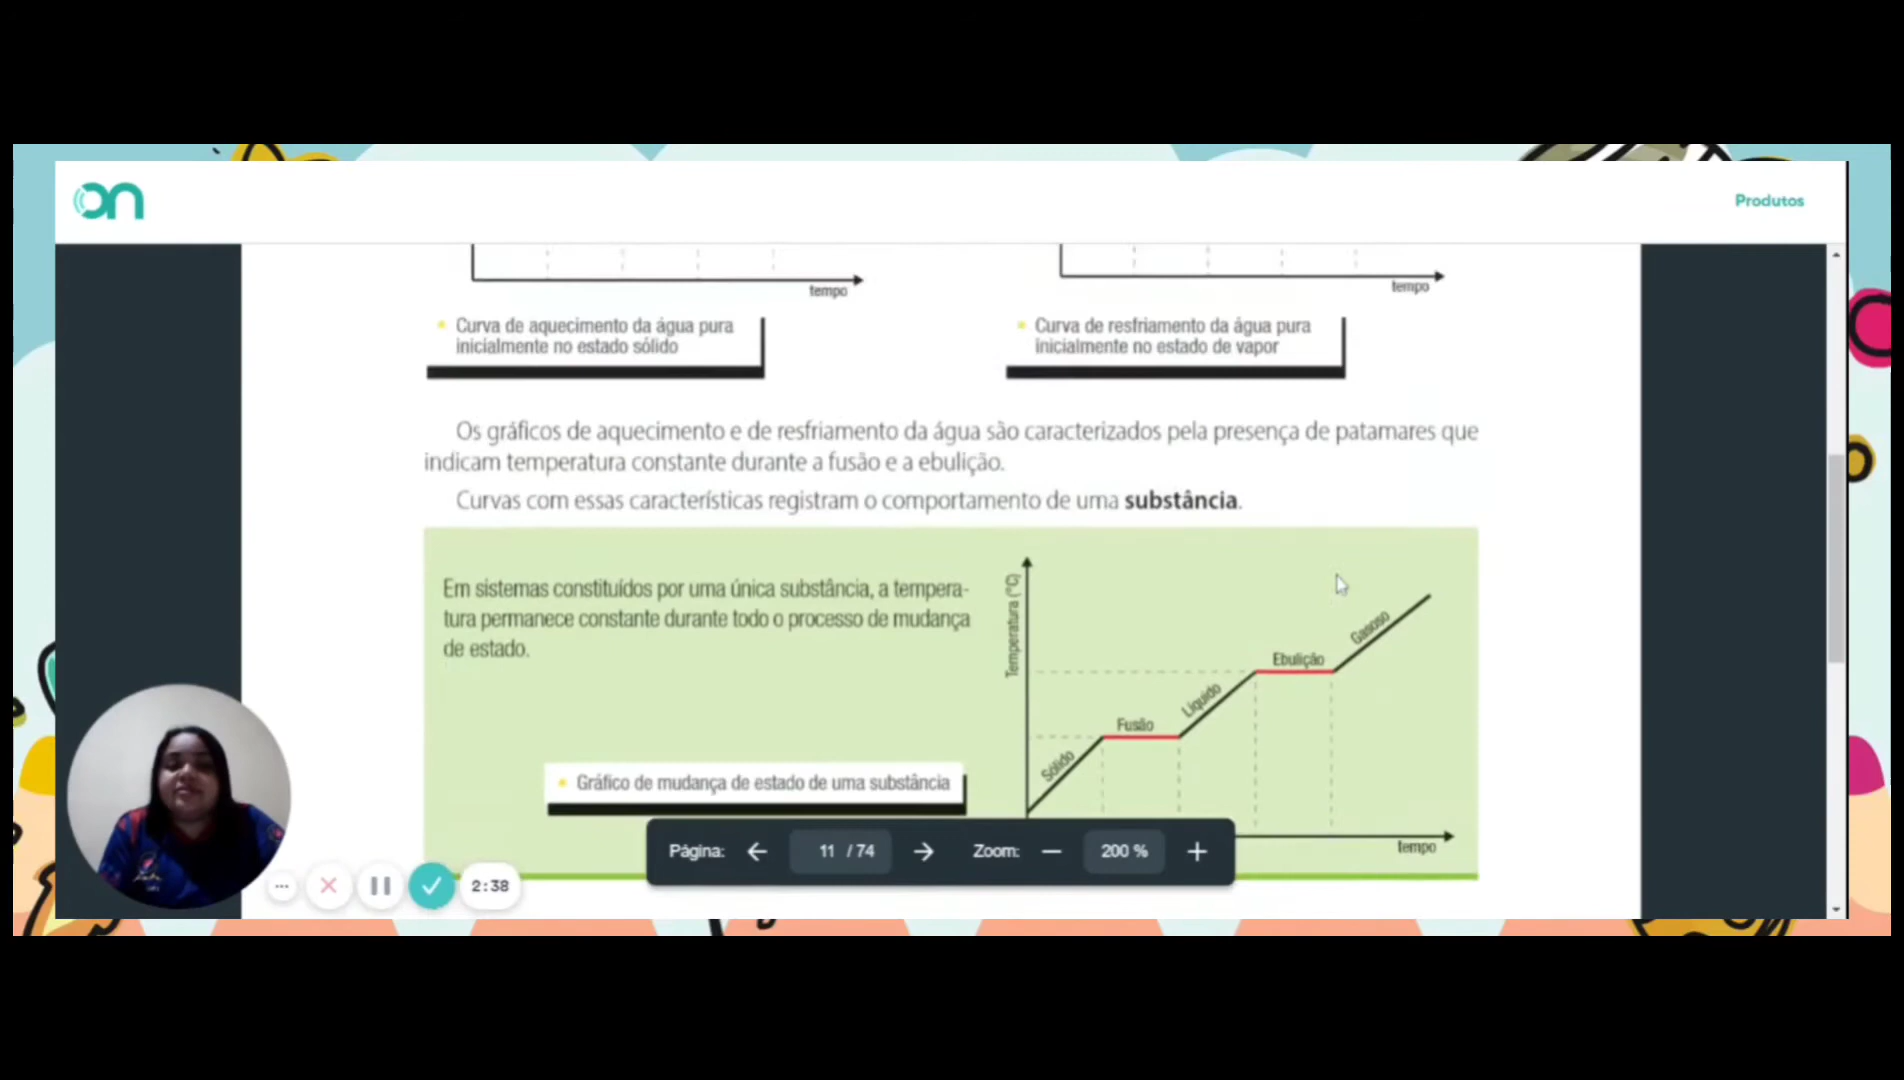 on
Produtos
tempo
tempo
Curva de aquecimento da água pura
inicialmente no estado sólido
Curva de resfriamento da água pura
inicialmente no estado de vapor
Os gráficos de aquecimento e de resfriamento da água são caracterizados pela presença de patamares que
indicam temperatura constante durante a fusão e a ebulição.
Curvas com essas características registram o comportamento de uma substância.
Em sistemas constituídos por uma única substância, a tempera-
tura permanece constante durante todo o processo de mudança
de estado.
Gráfico de mudança de estado de uma substância
Temperatura (°C)
Sólido
Fusão
Líquido
Ebulição
Gasoso
tempo
Página: 11 / 74 Zoom: 200 %
2:38